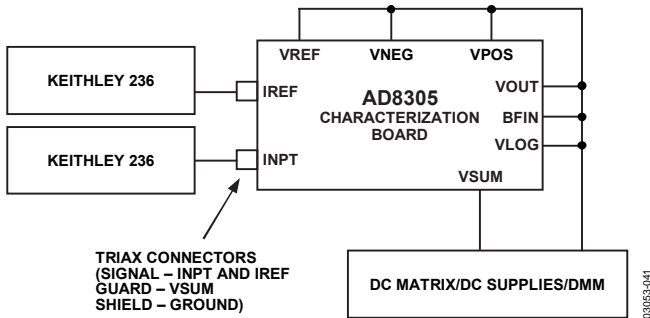 VREF VNEG VPOS
KEITHLEY 236
IREF
AD8305
CHARACTERIZATION
BOARD
VOUT
BFIN
VLOG
KEITHLEY 236
INPT
VSUM
TRIAX CONNECTORS
(SIGNAL – INPT AND IREF
GUARD – VSUM
SHIELD – GROUND)
DC MATRIX/DC SUPPLIES/DMM
03053-041